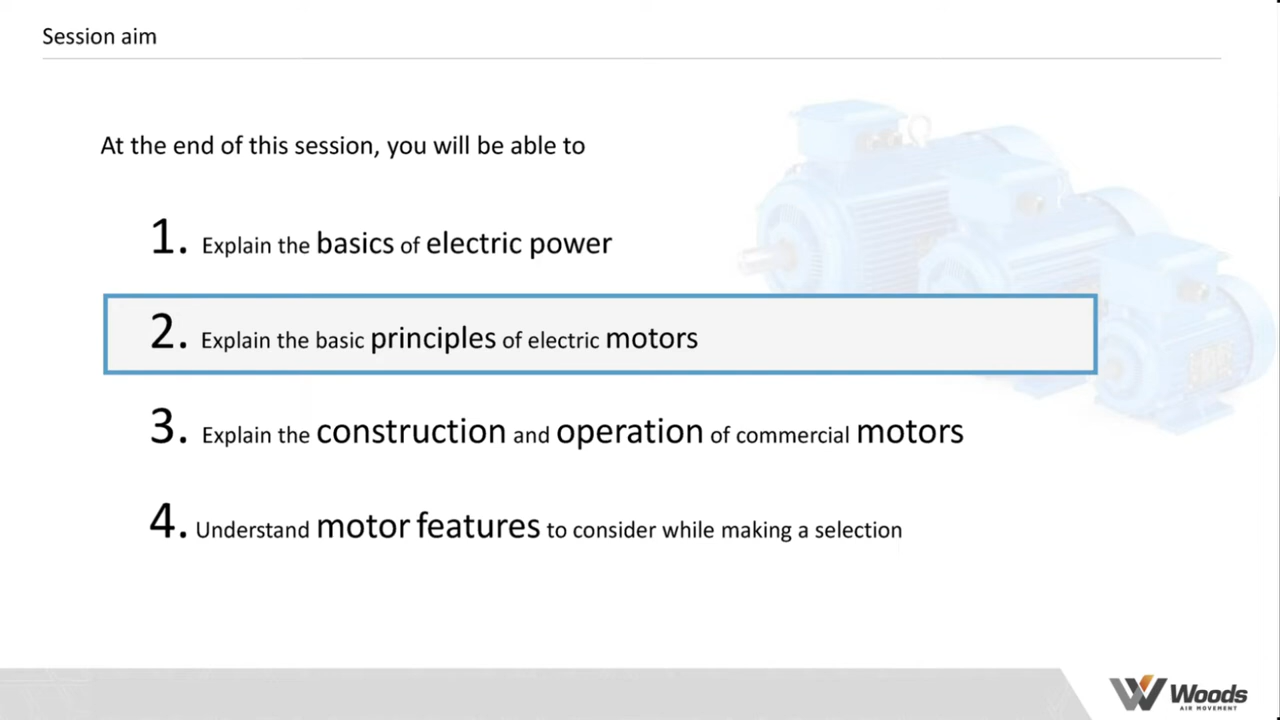 Session aim
At the end of this session, you will be able to
1. Explain the basics of electric power
2. Explain the basic principles of electric motors
3. Explain the construction and operation of commercial motors
4. Understand motor features to consider while making a selection
Woods
AIR MOVEMENT